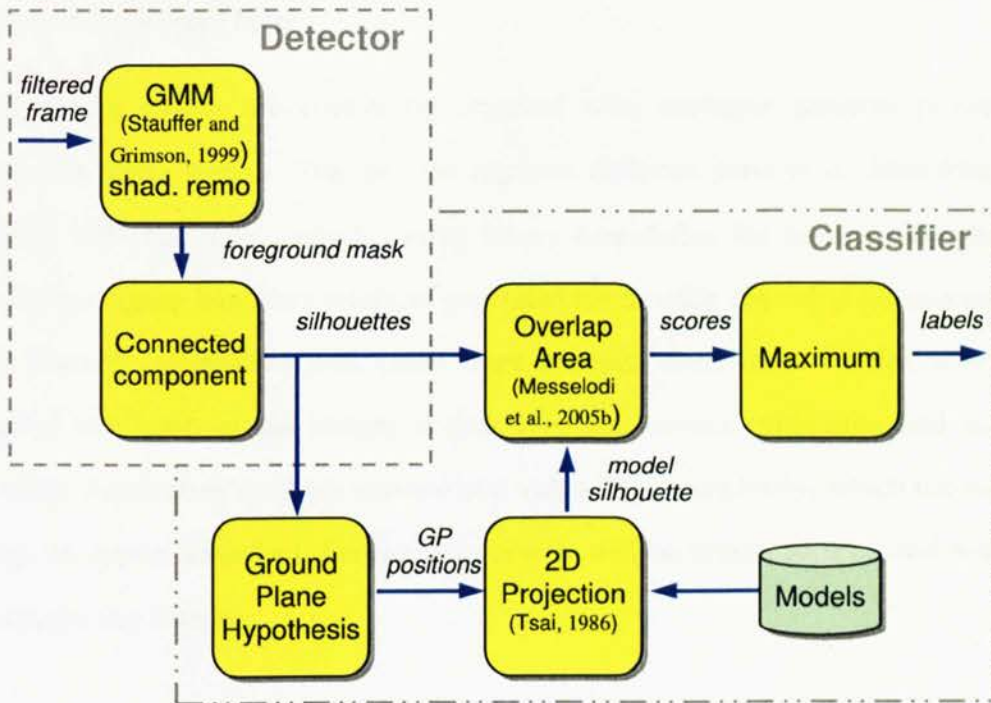 Detector
filtered
frame
GMM
(Stauffer and
Grimson, 1999)
shad. remo
foreground mask
Classifier
Connected
component
silhouettes
Overlap
Area
(Messelodi
et al., 2005b)
scores
Maximum
labels
model
silhouette
Ground
Plane
Hypothesis
GP
positions
2D
Projection
(Tsai, 1986)
Models